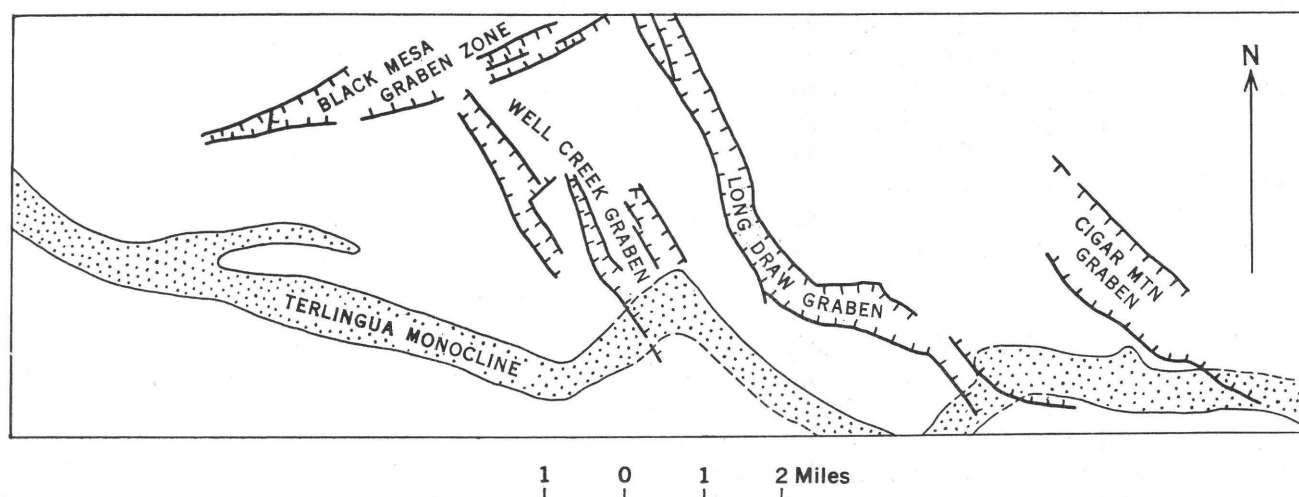 BLACK MESA
GRABEN ZONE
N
WELL CREEK GRABEN
LONG DRAW
GRABEN
CIGAR MTN
GRABEN
TERLINGUA MONOCLINE
1 0 1 2 Miles